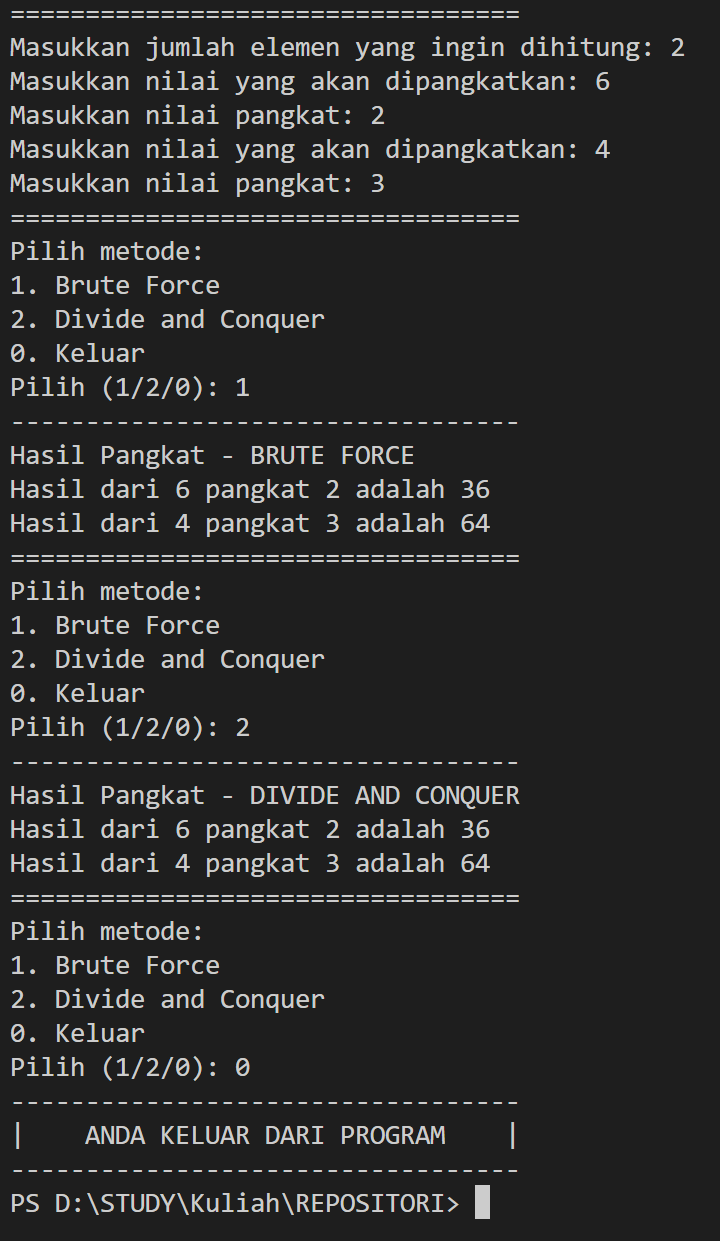 ==================================
Masukkan jumlah elemen yang ingin dihitung: 2
Masukkan nilai yang akan dipangkatkan: 6
Masukkan nilai pangkat: 2
Masukkan nilai yang akan dipangkatkan: 4
Masukkan nilai pangkat: 3
==================================
Pilih metode:
1. Brute Force
2. Divide and Conquer
0. Keluar
Pilih (1/2/0): 1
----------------------------------
Hasil Pangkat - BRUTE FORCE
Hasil dari 6 pangkat 2 adalah 36
Hasil dari 4 pangkat 3 adalah 64
==================================
Pilih metode:
1. Brute Force
2. Divide and Conquer
0. Keluar
Pilih (1/2/0): 2
----------------------------------
Hasil Pangkat - DIVIDE AND CONQUER
Hasil dari 6 pangkat 2 adalah 36
Hasil dari 4 pangkat 3 adalah 64
==================================
Pilih metode:
1. Brute Force
2. Divide and Conquer
0. Keluar
Pilih (1/2/0): 0
----------------------------------
|    ANDA KELUAR DARI PROGRAM    |
----------------------------------
PS D:\STUDY\Kuliah\REPOSITORI>